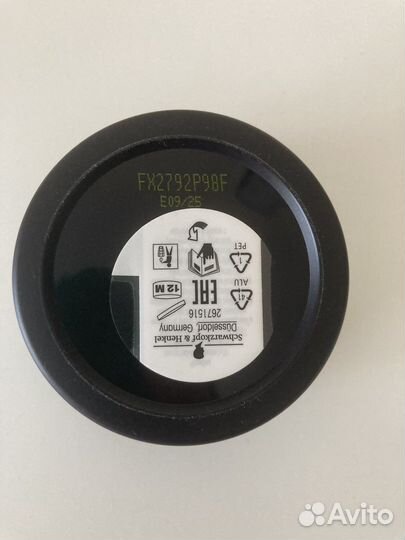 FX2792P98F
E09/25
Schwarzkopf & Henkel
Düsseldorf, Germany
2671516
12 M
EAC
41
ALU
1
PET
Avito